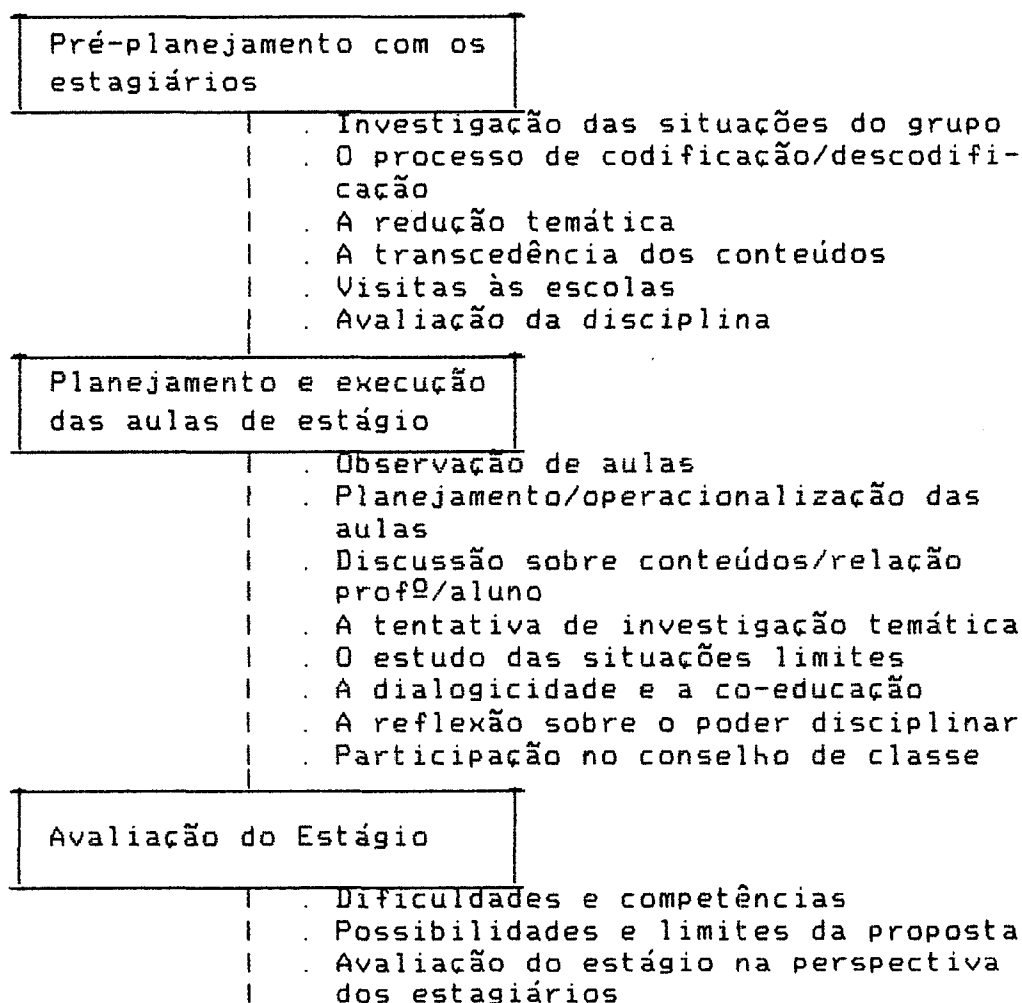 Pré-planejamento com os
estagiários
. Investigação das situações do grupo
. O processo de codificação/descodifi-
cação
. A redução temática
. A transcedência dos conteúdos
. Visitas às escolas
. Avaliação da disciplina
Planejamento e execução
das aulas de estágio
. Observação de aulas
. Planejamento/operacionalização das
aulas
. Discussão sobre conteúdos/relação
profº/aluno
. A tentativa de investigação temática
. O estudo das situações limites
. A dialogicidade e a co-educação
. A reflexão sobre o poder disciplinar
. Participação no conselho de classe
Avaliação do Estágio
. Dificuldades e competências
. Possibilidades e limites da proposta
. Avaliação do estágio na perspectiva
dos estagiários